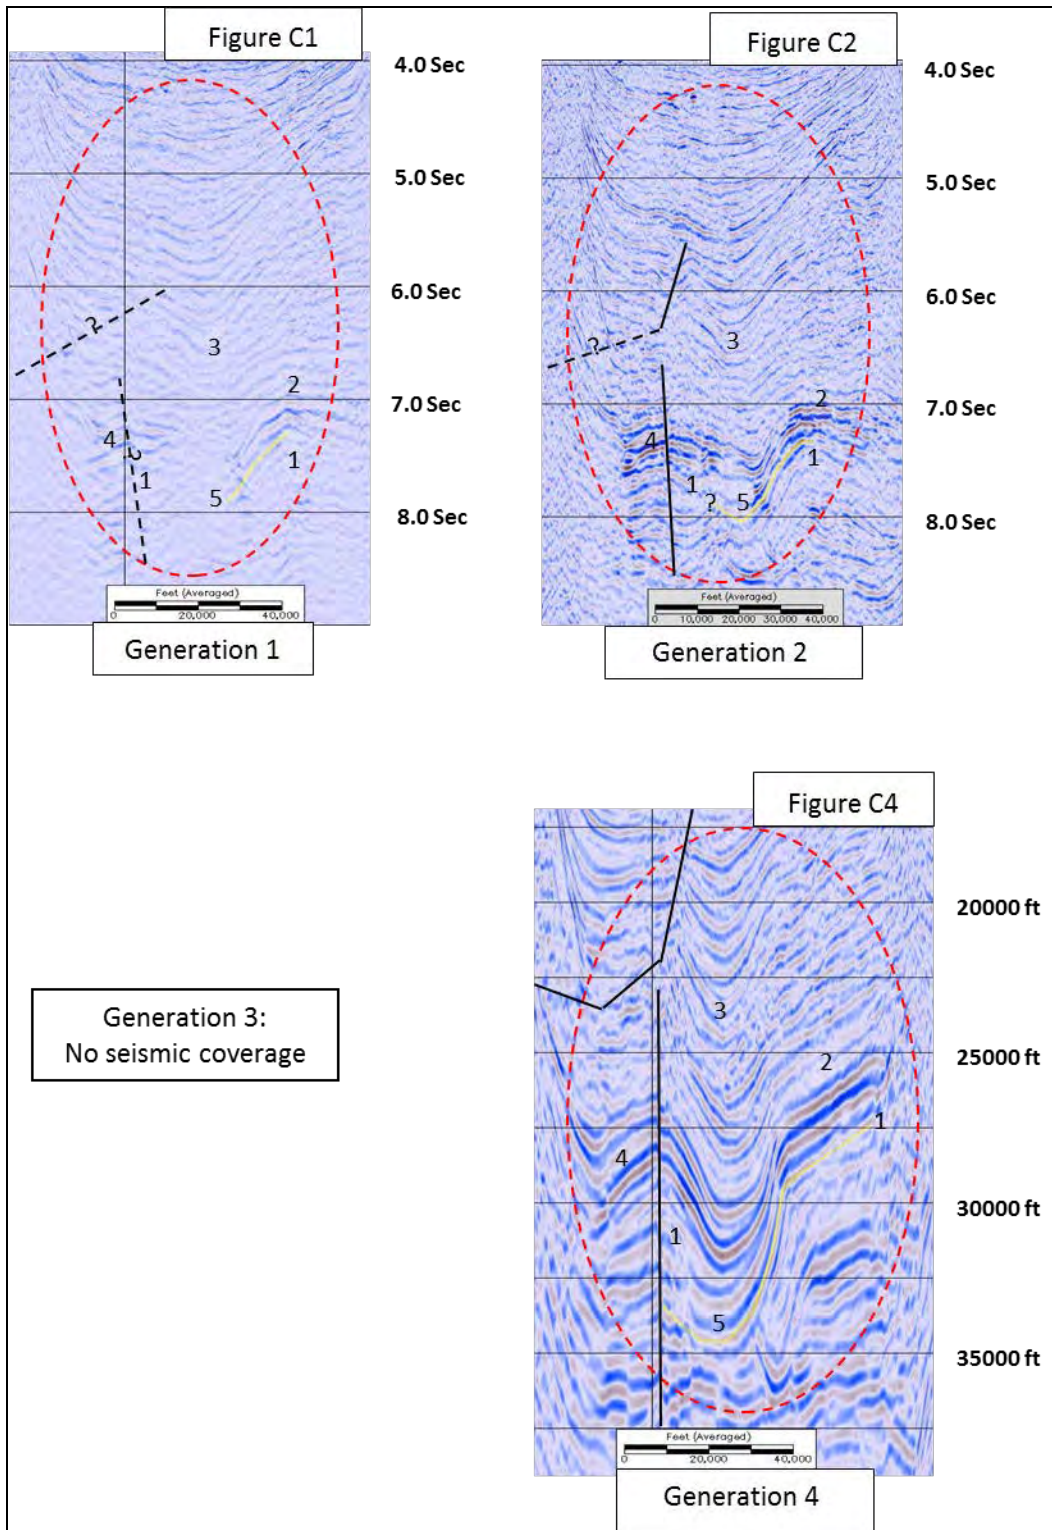 Figure C1
4.0 Sec
5.0 Sec
6.0 Sec
7.0 Sec
8.0 Sec
?
3
2
4
?
1
1
5
Feet (Averaged)
0 20,000 40,000
Generation 1
Figure C2
4.0 Sec
5.0 Sec
6.0 Sec
7.0 Sec
8.0 Sec
?
3
2
4
1
1
?
5
Feet (Averaged)
0 10,000 20,000 30,000 40,000
Generation 2
Generation 3:
No seismic coverage
Figure C4
20000 ft
25000 ft
30000 ft
35000 ft
3
2
1
4
1
5
Feet (Averaged)
0 20,000 40,000
Generation 4